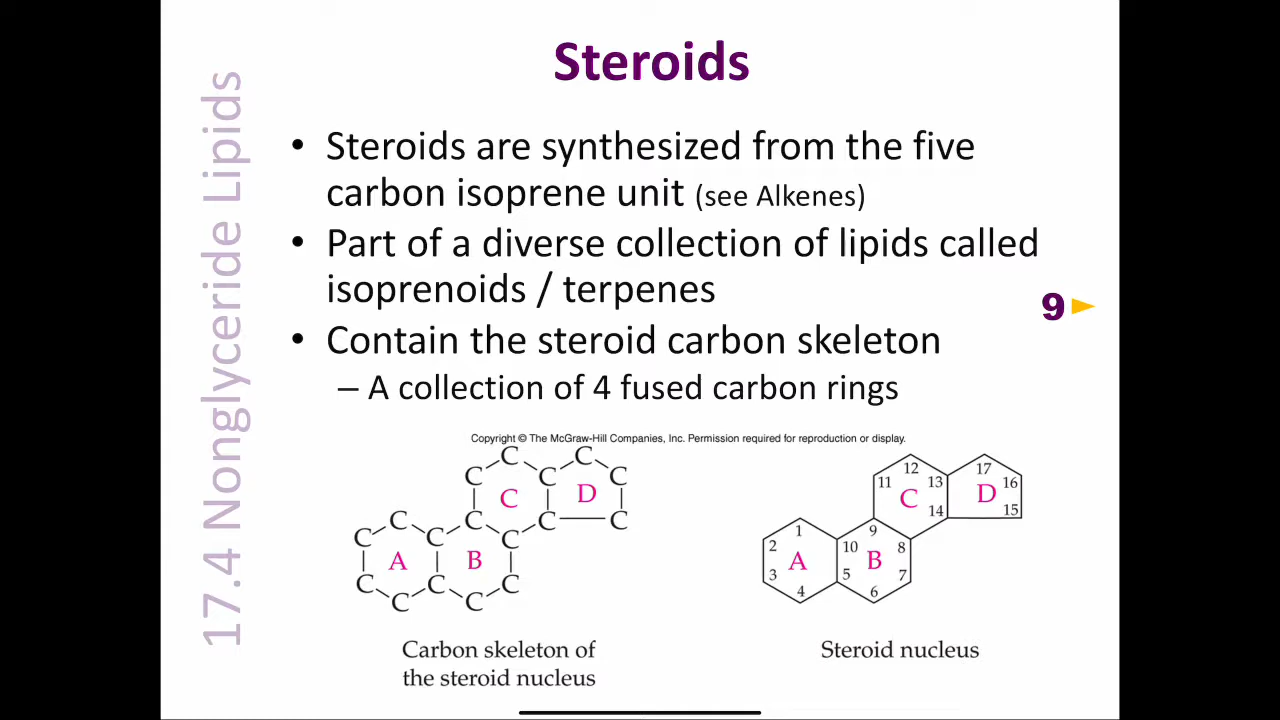 Steroids
17.4 Nonglyceride Lipids
• Steroids are synthesized from the five
carbon isoprene unit (see Alkenes)
• Part of a diverse collection of lipids called
isoprenoids / terpenes
9
• Contain the steroid carbon skeleton
– A collection of 4 fused carbon rings
Copyright © The McGraw-Hill Companies, Inc. Permission required for reproduction or display.
C C
C C C
C D
C C C
C C C C
A B
C C C
C C
12 17
11 13 16
C D
14 15
1 9
2 10 8
A B
3 5 7
4 6
Carbon skeleton of
the steroid nucleus
Steroid nucleus